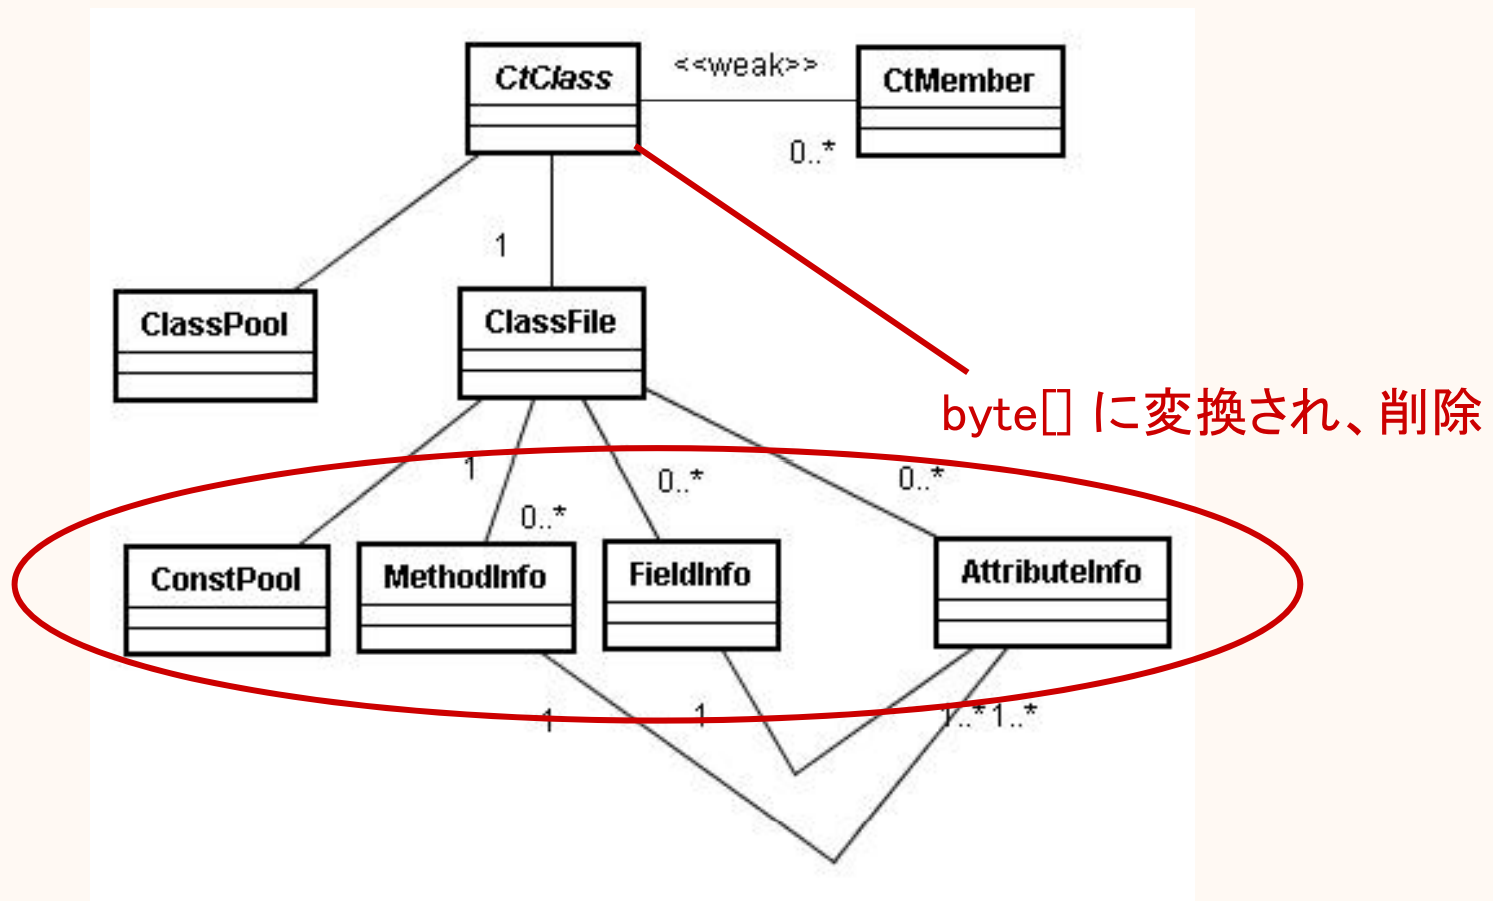 CtClass
<<weak>>
CtMember
0..*
1
ClassPool
ClassFile
byte[] に変換され、削除
1
0..*
0..*
0..*
ConstPool
MethodInfo
FieldInfo
AttributeInfo
1
1
1..*
1..*